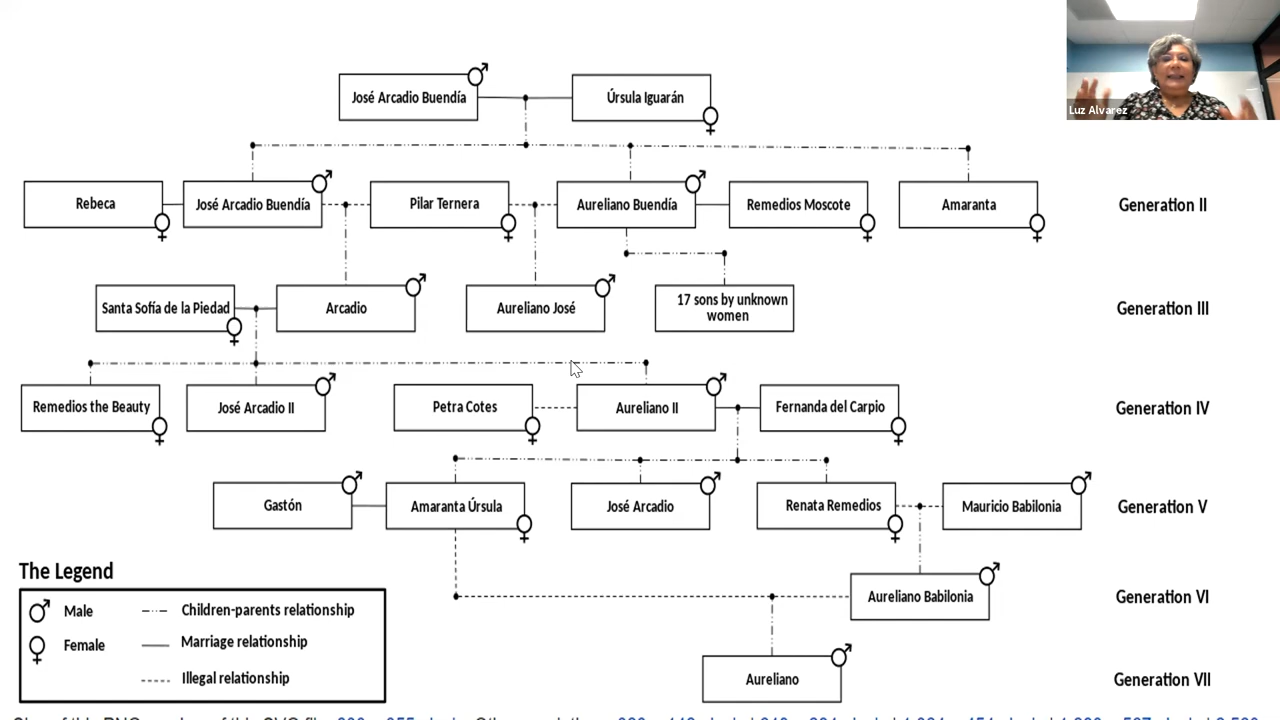 Luz Alvarez
José Arcadio Buendía
Úrsula Iguarán
Rebeca
José Arcadio Buendía
Pilar Ternera
Aureliano Buendía
Remedios Moscote
Amaranta
Generation II
Santa Sofía de la Piedad
Arcadio
Aureliano José
17 sons by unknown
women
Generation III
Remedios the Beauty
José Arcadio II
Petra Cotes
Aureliano II
Fernanda del Carpio
Generation IV
Gastón
Amaranta Úrsula
José Arcadio
Renata Remedios
Mauricio Babilonia
Generation V
The Legend
Male
Children-parents relationship
Female
Marriage relationship
Illegal relationship
Aureliano Babilonia
Generation VI
Aureliano
Generation VII